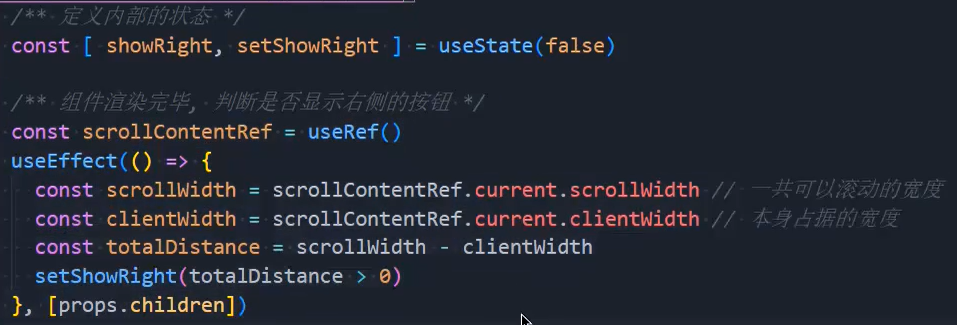 /** 定义内部的状态 */
const [ showRight, setShowRight ] = useState(false)
/** 组件渲染完毕, 判断是否显示右侧的按钮 */
const scrollContentRef = useRef()
useEffect(() => {
const scrollWidth = scrollContentRef.current.scrollWidth // 一共可以滚动的宽度
const clientWidth = scrollContentRef.current.clientWidth // 本身占据的宽度
const totalDistance = scrollWidth - clientWidth
setShowRight(totalDistance > 0)
}, [props.children])